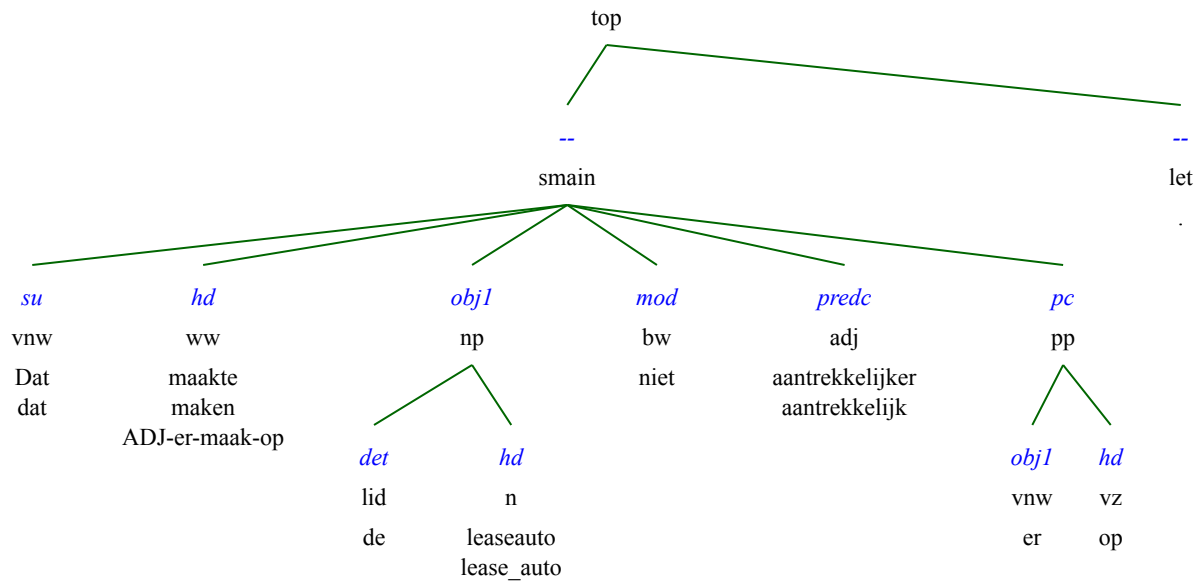 top
-- --
smain let
.
su hd obj1 mod predc pc
vnw ww np bw adj pp
Dat maakte niet aantrekkelijker
dat maken aantrekkelijk
ADJ-er-maak-op
det hd obj1 hd
lid n vnw vz
de leaseauto er op
lease_auto